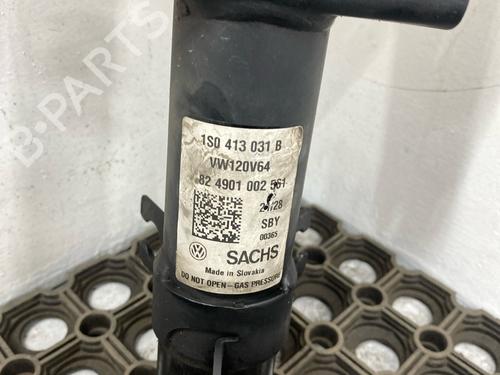 B-Parts
1S0 413 031 B
VW120V64
82 4901 002 561
SBY
00365
SACHS
Made in Slovakia
DO NOT OPEN - GAS PRESSURE